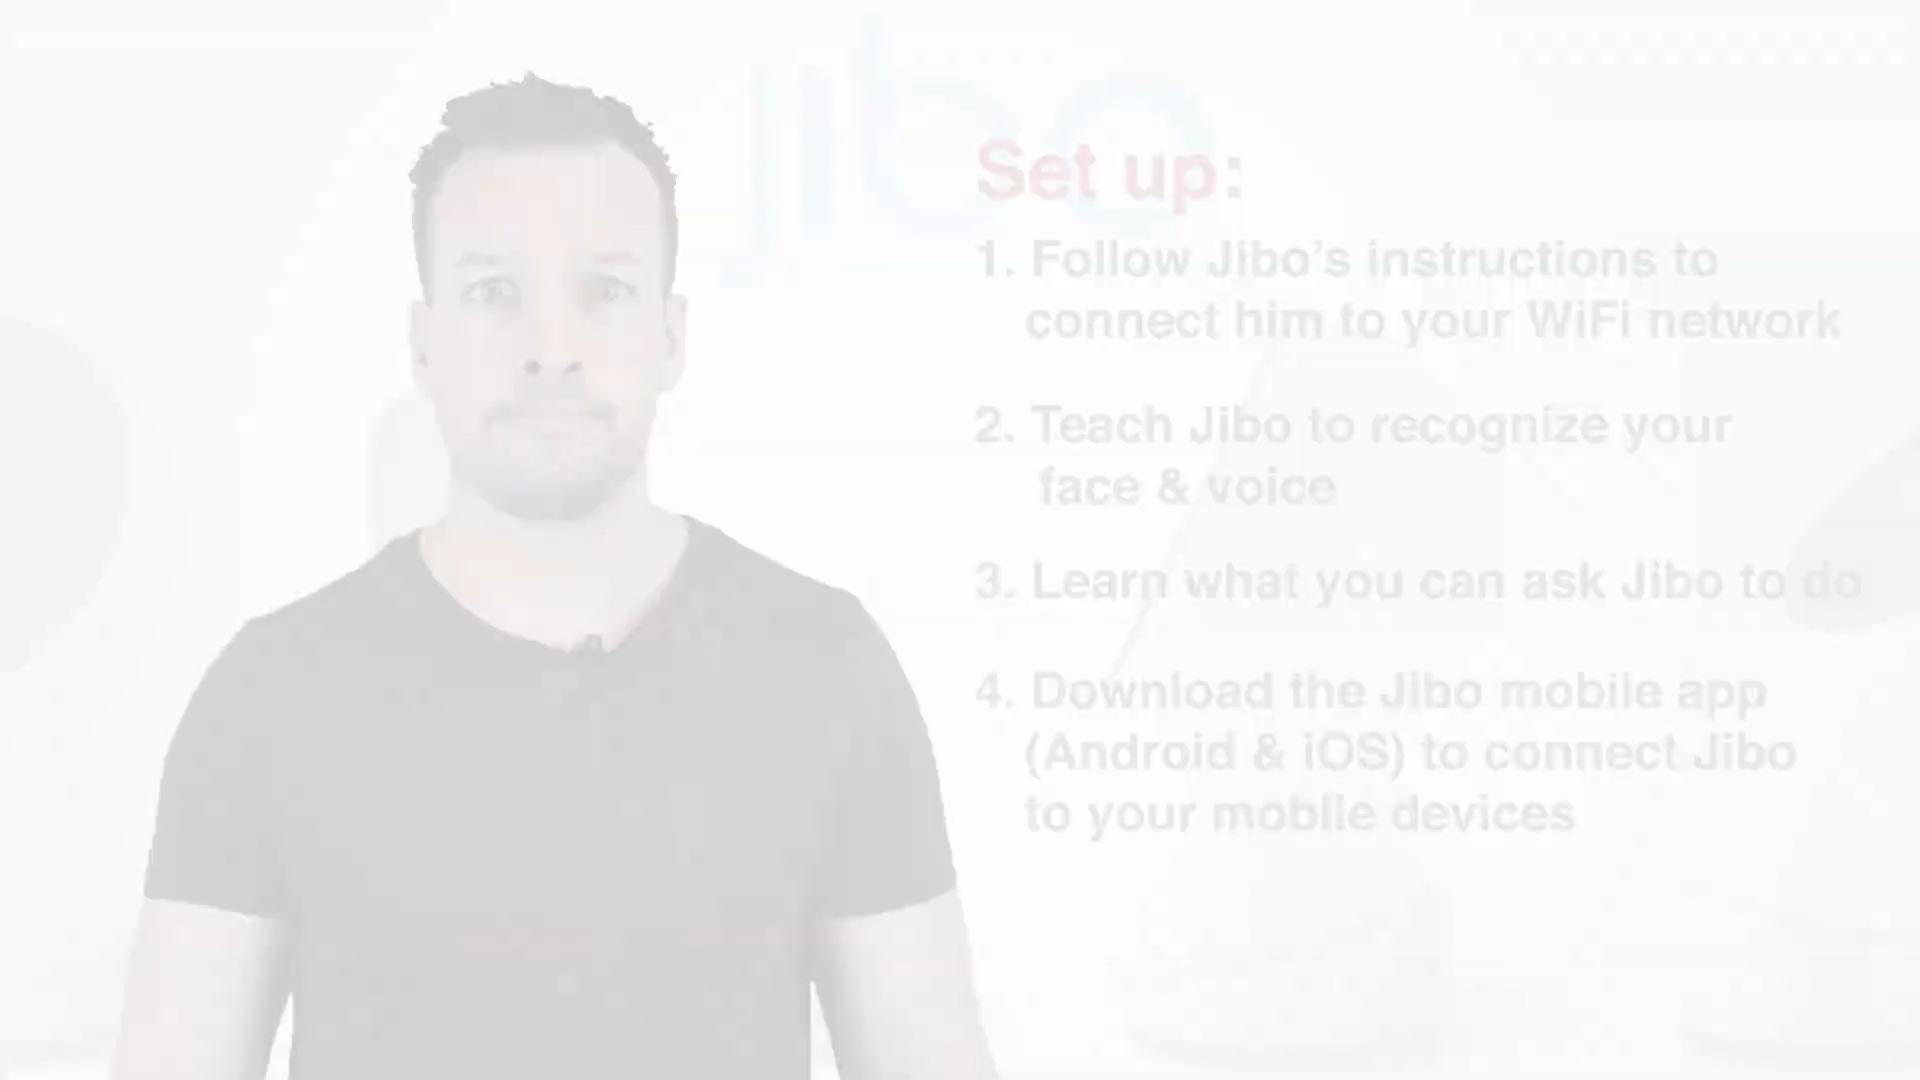 jibo
Set up:
1. Follow Jibo's instructions to
connect him to your WiFi network
2. Teach Jibo to recognize your
face & voice
3. Learn what you can ask Jibo to do
4. Download the Jibo mobile app
(Android & iOS) to connect Jibo
to your mobile devices